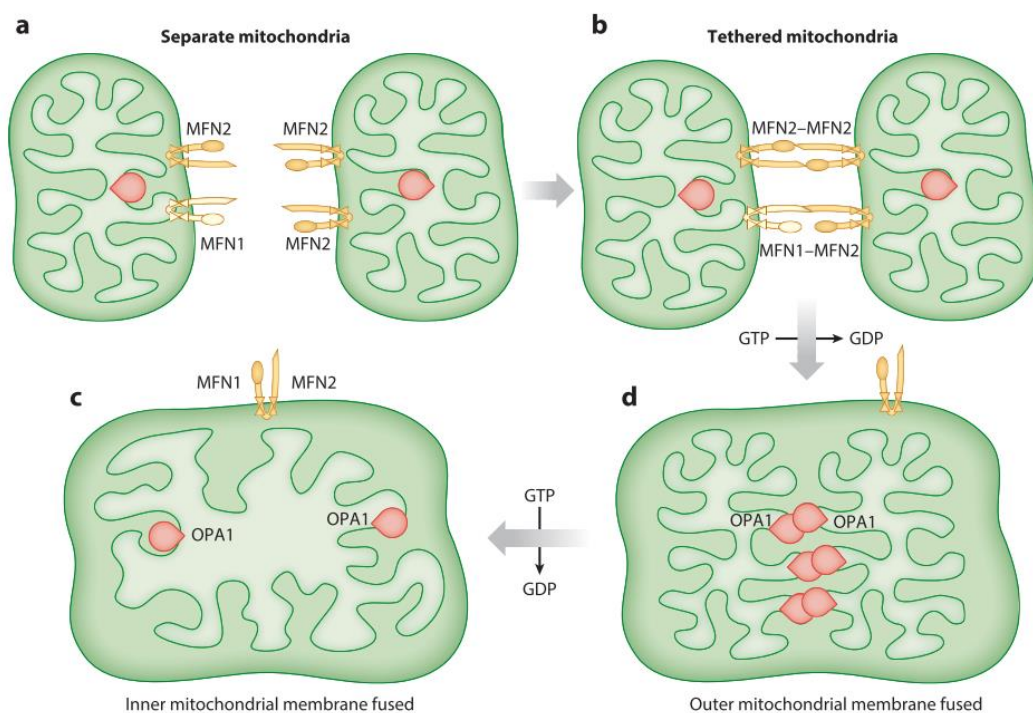 a
Separate mitochondria
MFN2
MFN2
MFN1
MFN2
b
Tethered mitochondria
MFN2–MFN2
MFN1–MFN2
GTP
GDP
c
MFN1
MFN2
OPA1
OPA1
Inner mitochondrial membrane fused
GTP
GDP
d
OPA1
OPA1
Outer mitochondrial membrane fused